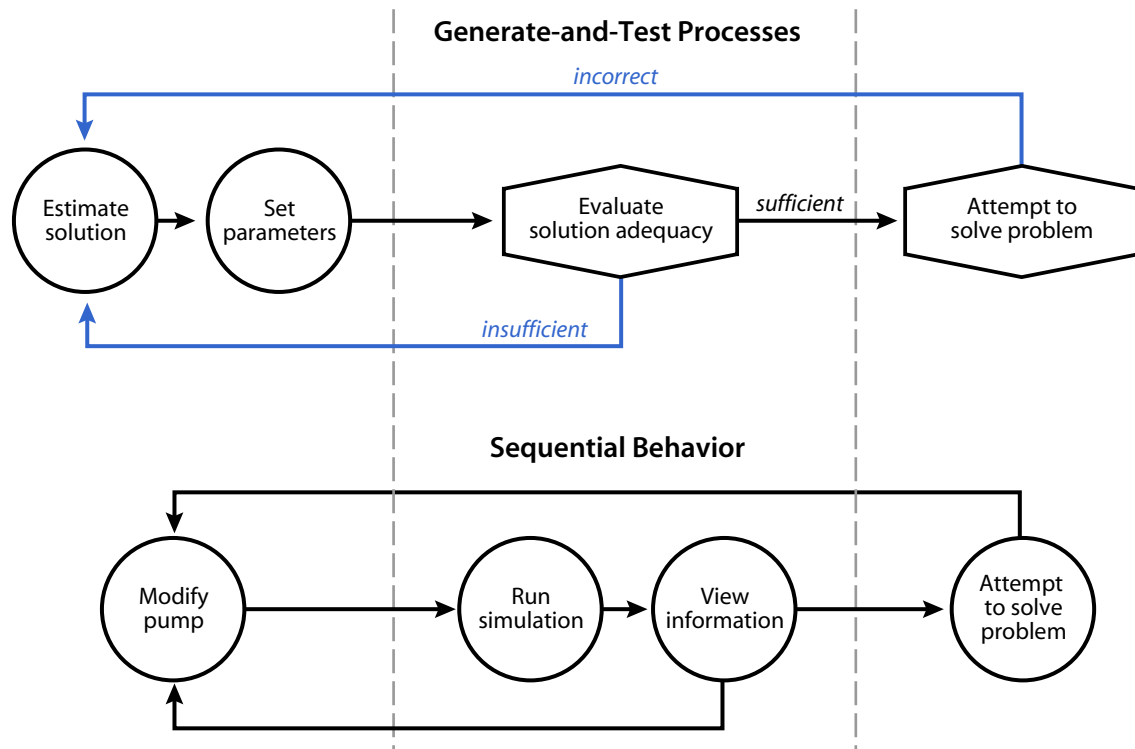 Generate-and-Test Processes
incorrect
Estimate
solution
Set
parameters
Evaluate
solution adequacy
sufficient
Attempt to
solve problem
insufficient
Sequential Behavior
Modify
pump
Run
simulation
View
information
Attempt
to solve
problem